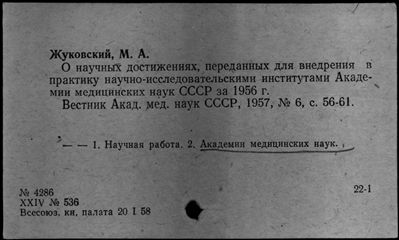 Жуковский, М. А.
О научных достижениях, переданных для внедрения в
практику научно-исследовательскими институтами Акаде-
мии медицинских наук СССР за 1956 г.
Вестник Акад. мед. наук СССР, 1957, № 6, с. 56-61.
— — 1. Научная работа. 2. Академии медицинских наук.
№ 4286
22-1
XXIV № 536
Всесоюз. кн. палата 20 I 58